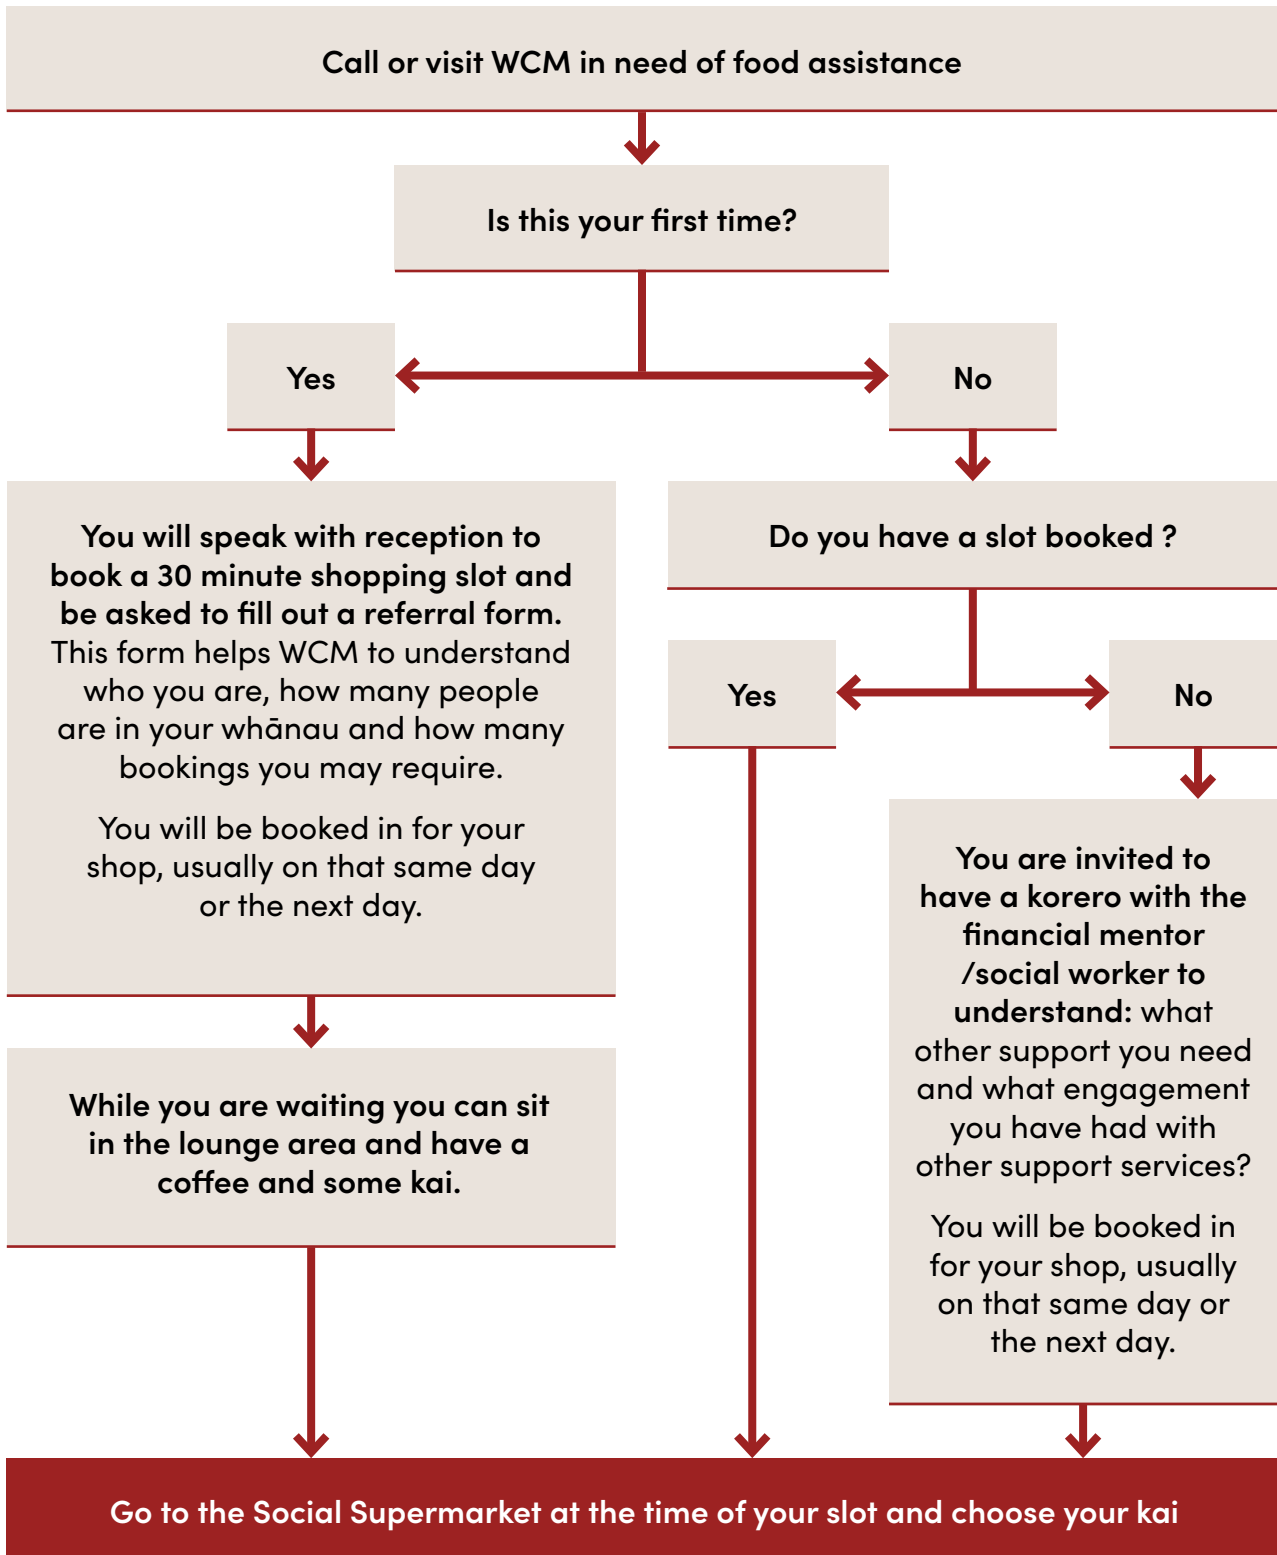 Call or visit WCM in need of food assistance
Is this your first time?
Yes
No
You will speak with reception to
book a 30 minute shopping slot and
be asked to fill out a referral form.
This form helps WCM to understand
who you are, how many people
are in your whānau and how many
bookings you may require.
You will be booked in for your
shop, usually on that same day
or the next day.
While you are waiting you can sit
in the lounge area and have a
coffee and some kai.
Do you have a slot booked ?
Yes
No
You are invited to
have a korero with the
financial mentor
/social worker to
understand: what
other support you need
and what engagement
you have had with
other support services?
You will be booked in
for your shop, usually
on that same day or
the next day.
Go to the Social Supermarket at the time of your slot and choose your kai